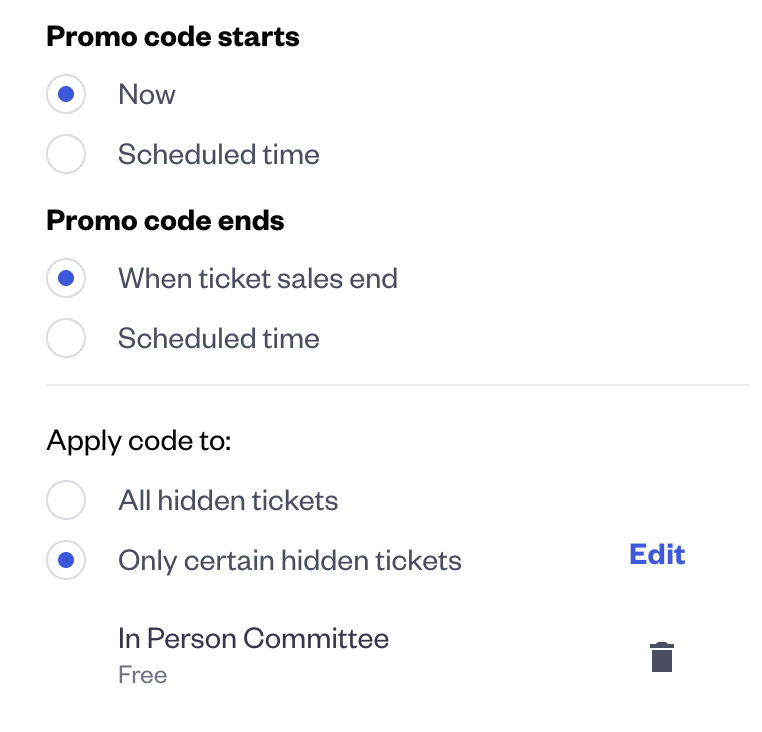 Promo code starts
Now
Scheduled time
Promo code ends
When ticket sales end
Scheduled time
Apply code to:
All hidden tickets
Only certain hidden tickets
Edit
In Person Committee
Free